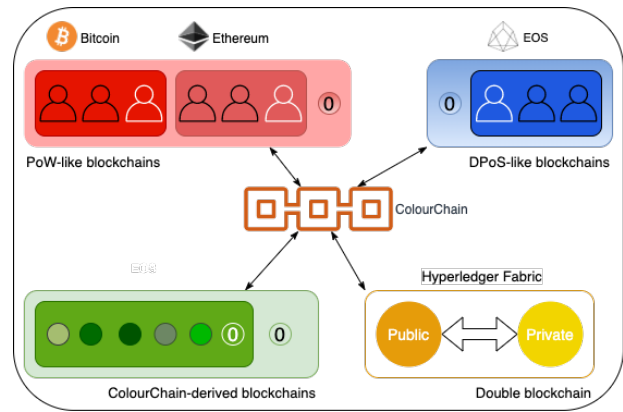 Bitcoin
Ethereum
EOS
0
0
PoW-like blockchains
DPoS-like blockchains
ColourChain
Hyperledger Fabric
0
0
Public
Private
ColourChain-derived blockchains
Double blockchain